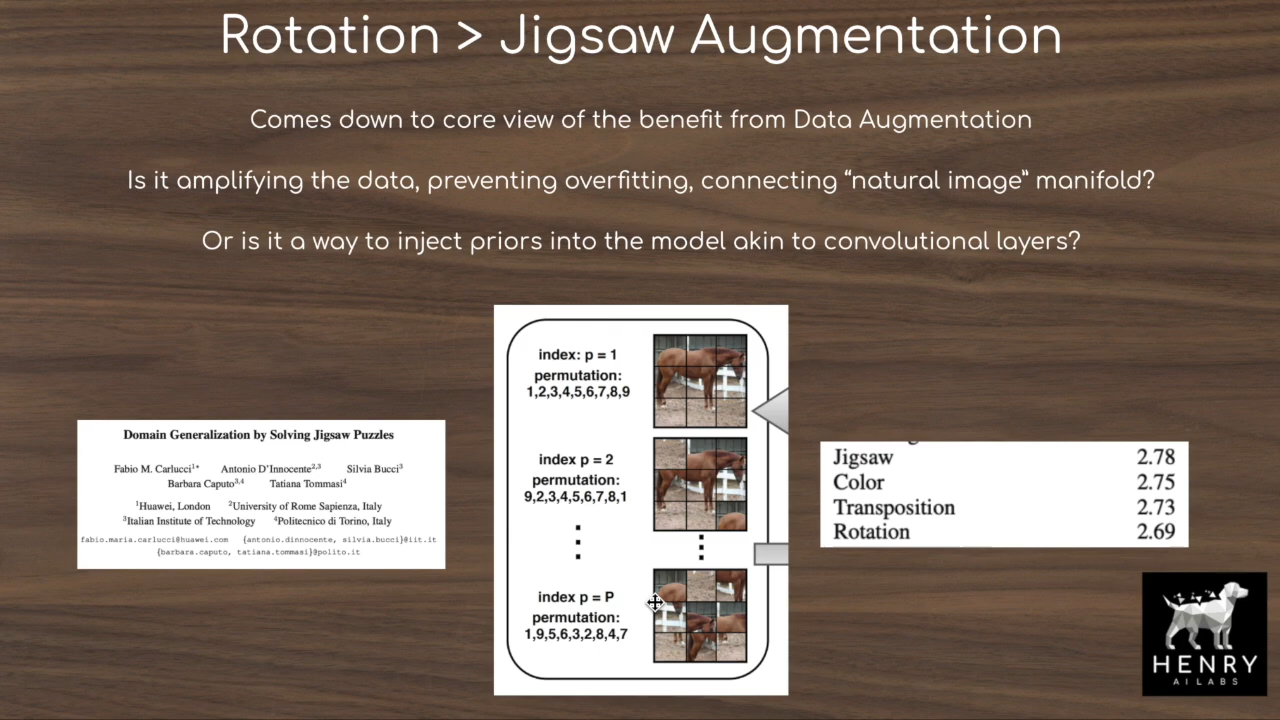 Rotation > Jigsaw Augmentation
Comes down to core view of the benefit from Data Augmentation
Is it amplifying the data, preventing overfitting, connecting “natural image” manifold?
Or is it a way to inject priors into the model akin to convolutional layers?
Domain Generalization by Solving Jigsaw Puzzles
Fabio M. Carlucci1* Antonio D'Innocente2,3 Silvia Bucci3
Barbara Caputo3,4 Tatiana Tommasi4
1Huawei, London 2University of Rome Sapienza, Italy
3Italian Institute of Technology 4Politecnico di Torino, Italy
fabio.maria.carlucci@huawei.com {antonio.dinnocente, silvia.bucci}@iit.it
{barbara.caputo, tatiana.tommasi}@polito.it
index: p = 1
permutation:
1,2,3,4,5,6,7,8,9
index p = 2
permutation:
9,2,3,4,5,6,7,8,1
index p = P
permutation:
1,9,5,6,3,2,8,4,7
Jigsaw 2.78
Color 2.75
Transposition 2.73
Rotation 2.69
HENRY
AI LABS